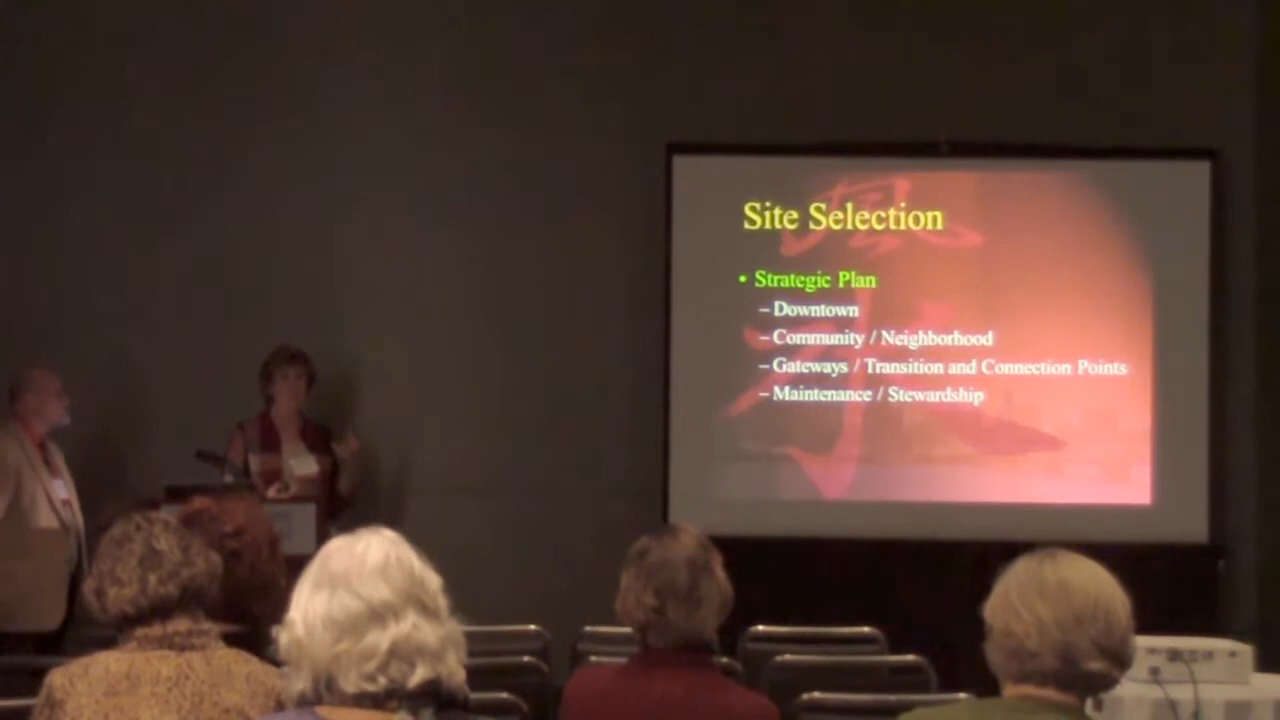 Site Selection
• Strategic Plan
– Downtown
– Community / Neighborhood
– Gateways / Transition and Connection Points
– Maintenance / Stewardship